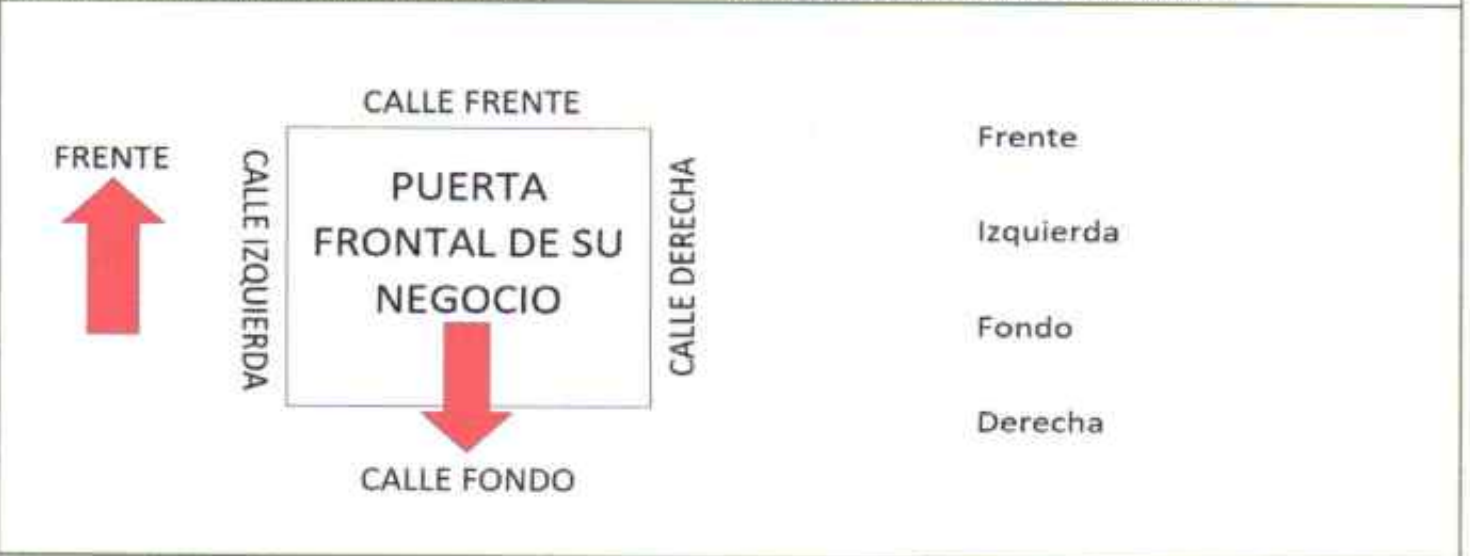 CALLE FRENTE
FRENTE
CALLE IZQUIERDA
PUERTA
FRONTAL DE SU
NEGOCIO
CALLE DERECHA
CALLE FONDO
Frente
Izquierda
Fondo
Derecha